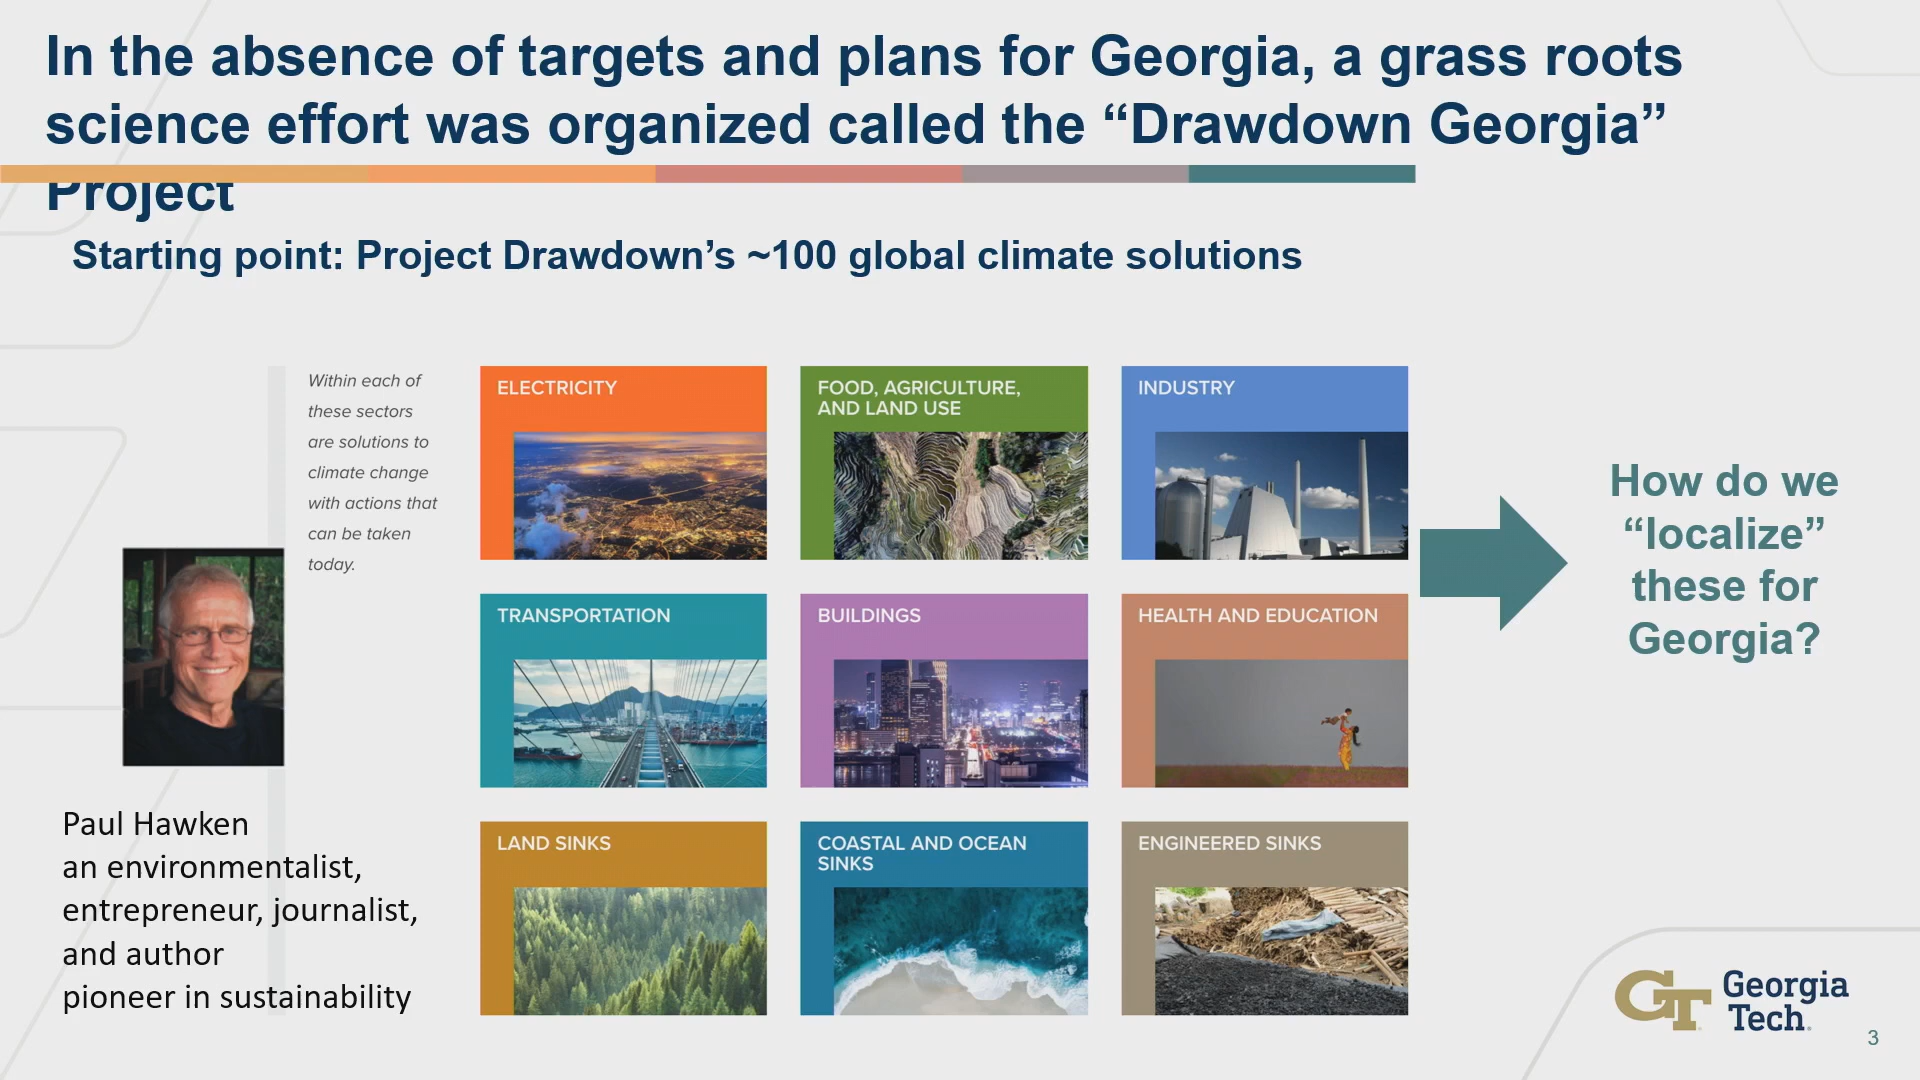 In the absence of targets and plans for Georgia, a grass roots
science effort was organized called the “Drawdown Georgia”
Project
Starting point: Project Drawdown’s ~100 global climate solutions
Within each of
these sectors
are solutions to
climate change
with actions that
can be taken
today.
ELECTRICITY
FOOD, AGRICULTURE,
AND LAND USE
INDUSTRY
TRANSPORTATION
BUILDINGS
HEALTH AND EDUCATION
LAND SINKS
COASTAL AND OCEAN
SINKS
ENGINEERED SINKS
How do we
“localize”
these for
Georgia?
Paul Hawken
an environmentalist,
entrepreneur, journalist,
and author
pioneer in sustainability
GT
Georgia
Tech.
3